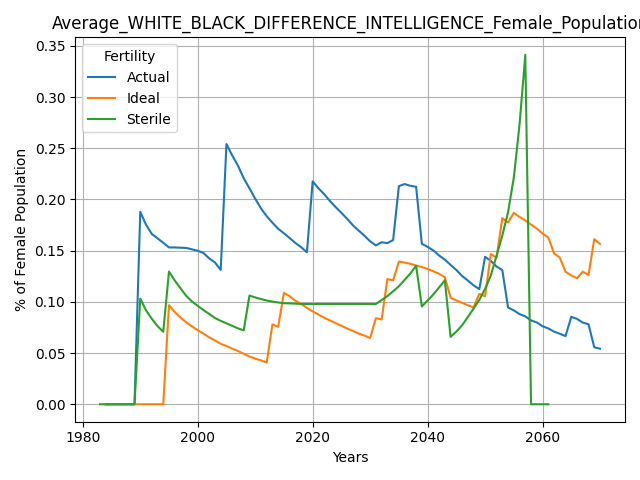 Average_WHITE_BLACK_DIFFERENCE_INTELLIGENCE_Female_Population
Fertility
Actual
Ideal
Sterile
% of Female Population
0.35
0.30
0.25
0.20
0.15
0.10
0.05
0.00
1980 2000 2020 2040 2060
Years